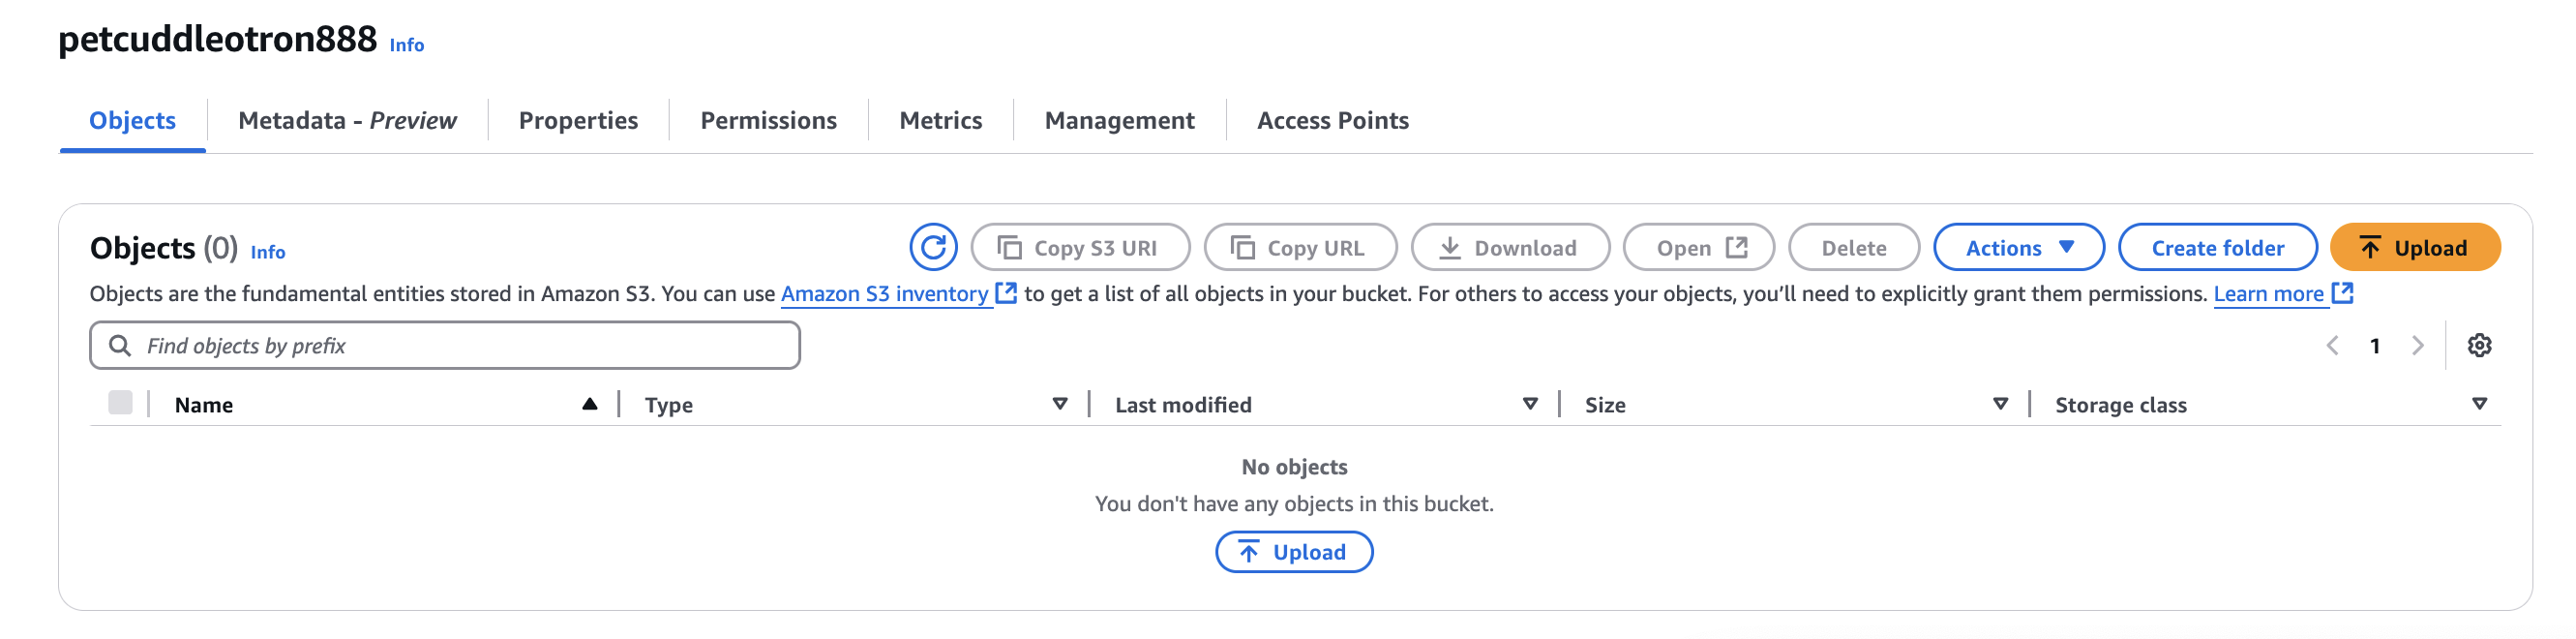 petcuddleotron888 Info
Objects Metadata - Preview Properties Permissions Metrics Management Access Points
Objects (0) Info Copy S3 URI Copy URL Download Open Delete Actions Create folder Upload
Objects are the fundamental entities stored in Amazon S3. You can use Amazon S3 inventory to get a list of all objects in your bucket. For others to access your objects, you’ll need to explicitly grant them permissions. Learn more
Find objects by prefix 1
Name Type Last modified Size Storage class
No objects
You don't have any objects in this bucket.
Upload